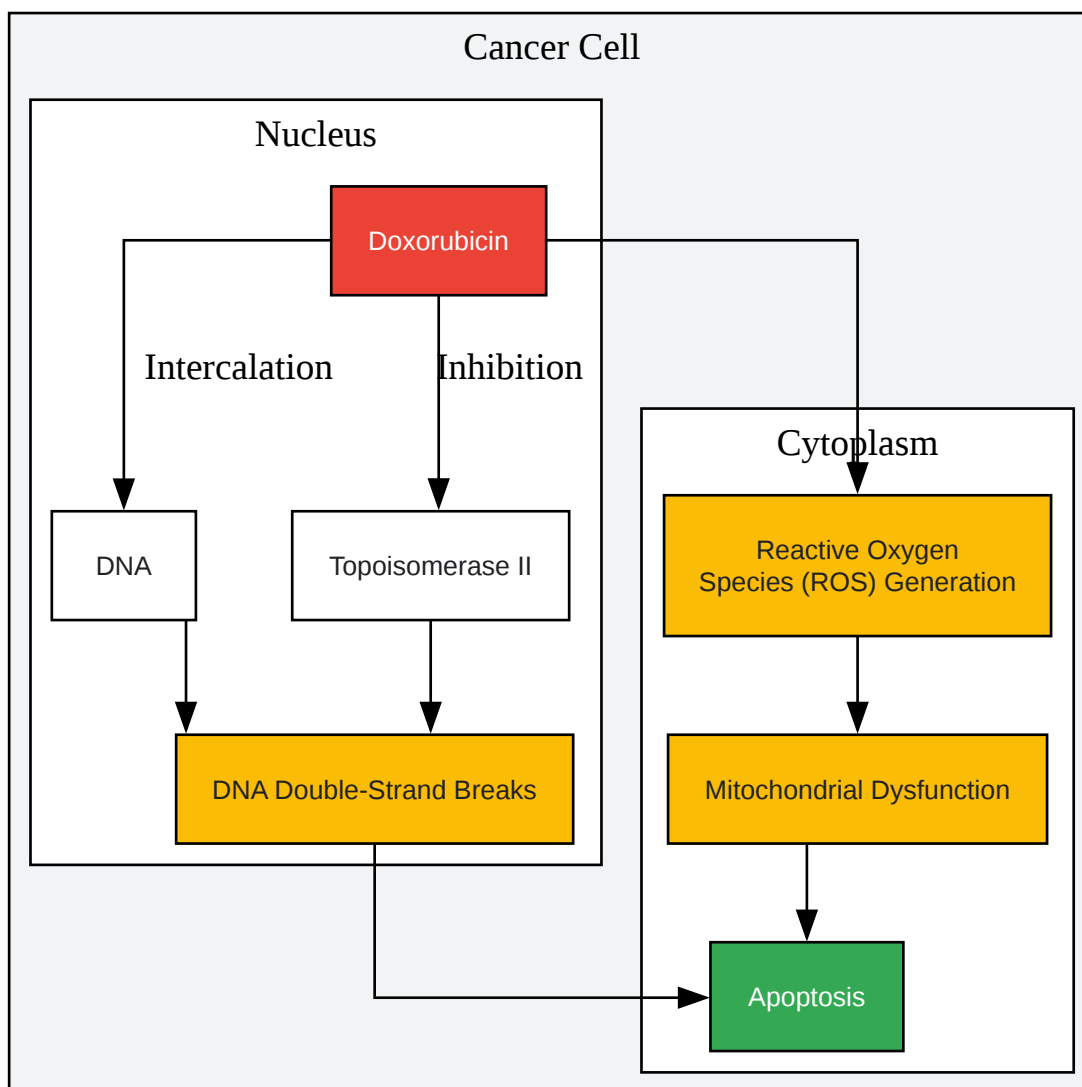 Cancer Cell
Nucleus
Doxorubicin
Intercalation
Inhibition
Cytoplasm
DNA
Topoisomerase II
Reactive Oxygen
Species (ROS) Generation
DNA Double-Strand Breaks
Mitochondrial Dysfunction
Apoptosis